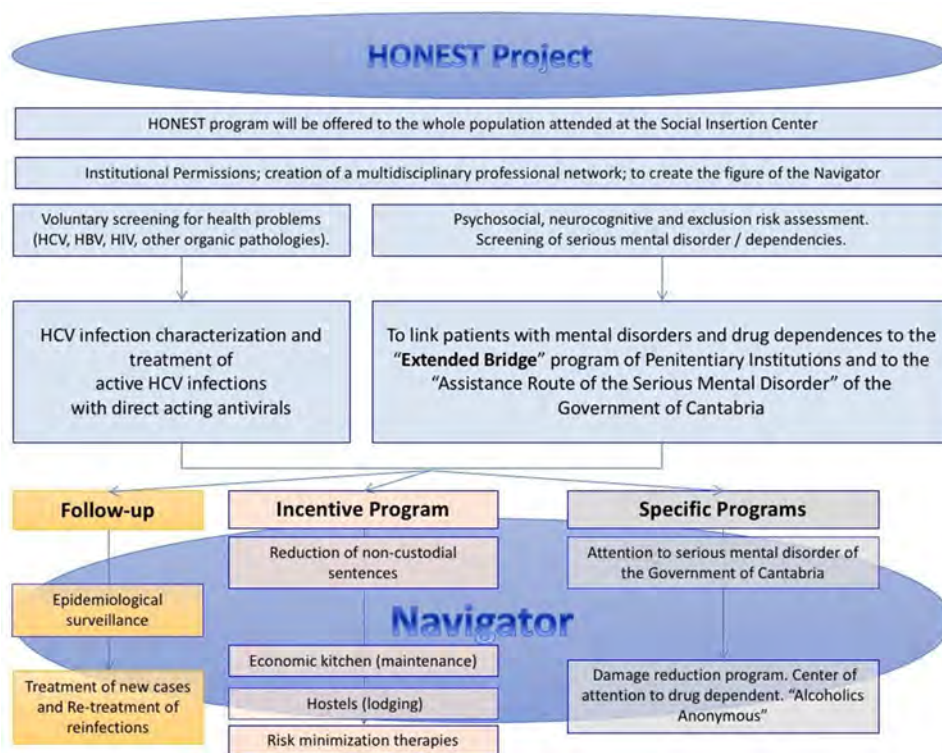 HONEST Project
HONEST program will be offered to the whole population attended at the Social Insertion Center
Institutional Permissions; creation of a multidisciplinary professional network; to create the figure of the Navigator
Voluntary screening for health problems
(HCV, HBV, HIV, other organic pathologies).
Psychosocial, neurocognitive and exclusion risk assessment.
Screening of serious mental disorder / dependencies.
HCV infection characterization and
treatment of
active HCV infections
with direct acting antivirals
To link patients with mental disorders and drug dependences to the
“Extended Bridge” program of Penitentiary Institutions and to the
“Assistance Route of the Serious Mental Disorder” of the
Government of Cantabria
Follow-up
Epidemiological
surveillance
Treatment of new cases
and Re-treatment of
reinfections
Incentive Program
Reduction of non-custodial
sentences
Navigator
Economic kitchen (maintenance)
Hostels (lodging)
Risk minimization therapies
Specific Programs
Attention to serious mental disorder of
the Government of Cantabria
Damage reduction program. Center of
attention to drug dependent. “Alcoholics
Anonymous”